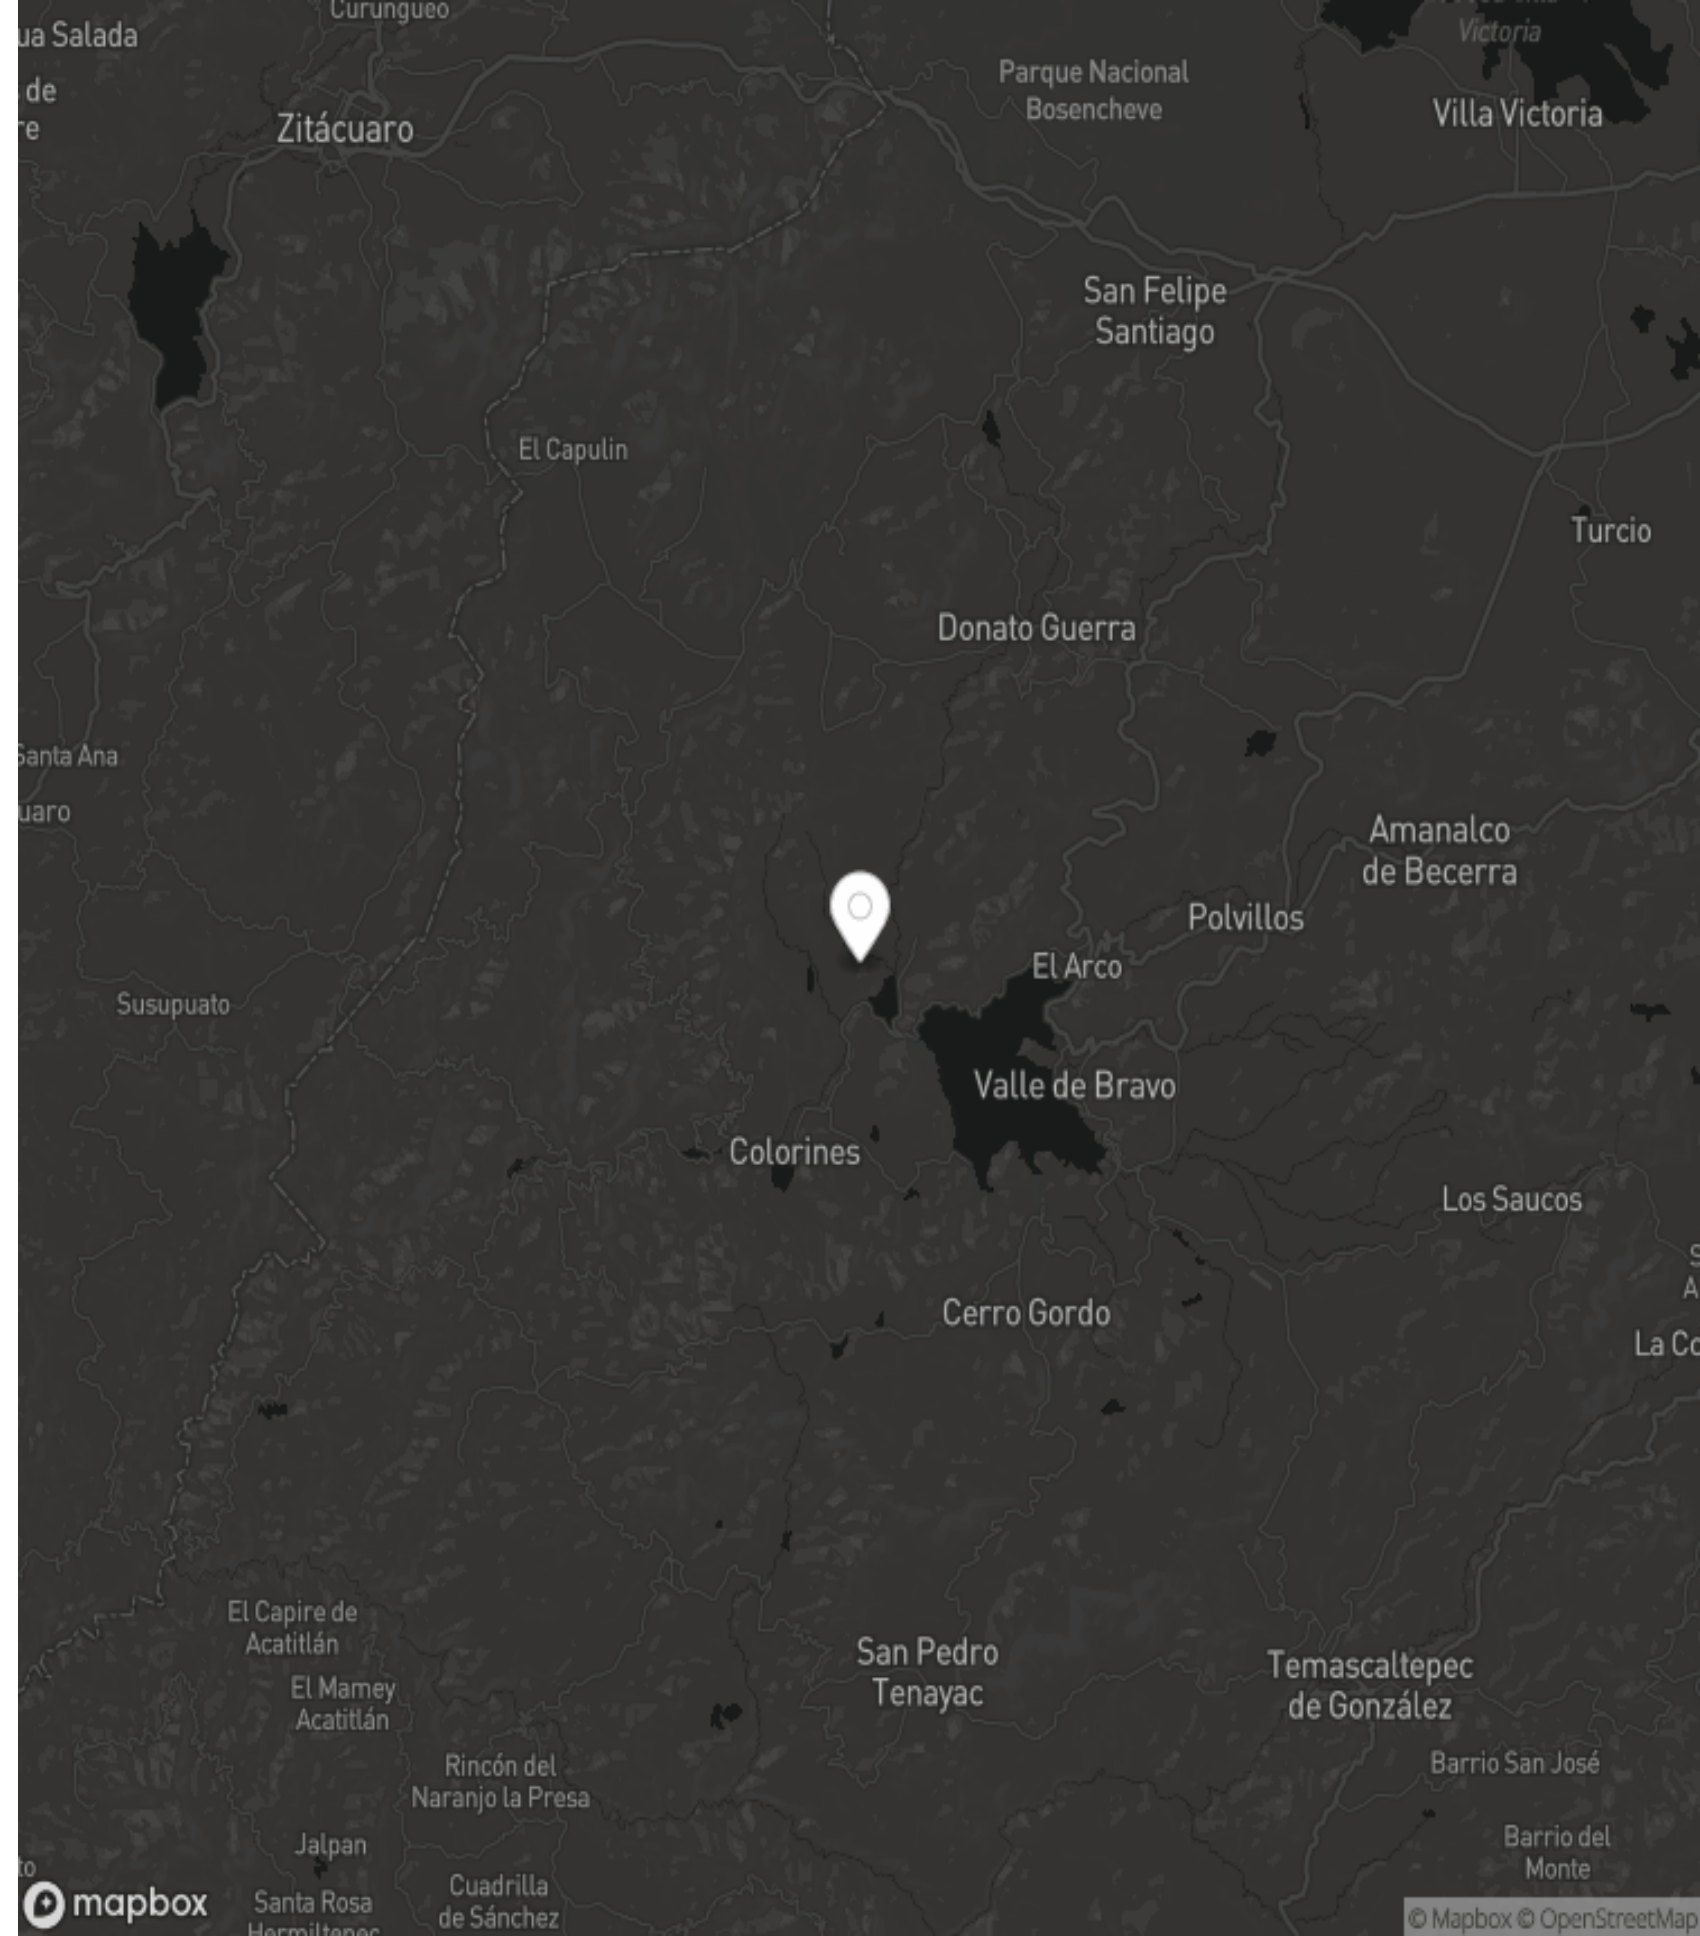 Curungueo
ua Salada
de
re
Zitácuaro
Parque Nacional
Bosencheve
Victoria
Villa Victoria
San Felipe
Santiago
El Capulin
Turcio
Donato Guerra
Santa Ana
uaro
Amanalco
de Becerra
Polvillos
El Arco
Susupuato
Valle de Bravo
Colorines
Los Saucos
S
A
Cerro Gordo
La Co
El Capire de
Acatitlán
El Mamey
Acatitlán
San Pedro
Tenayac
Temascaltepec
de González
Rincón del
Naranjo la Presa
Barrio San José
Jalpan
Barrio del
Monte
to
Santa Rosa
Hermiltepec
Cuadrilla
de Sánchez
mapbox
© Mapbox © OpenStreetMap